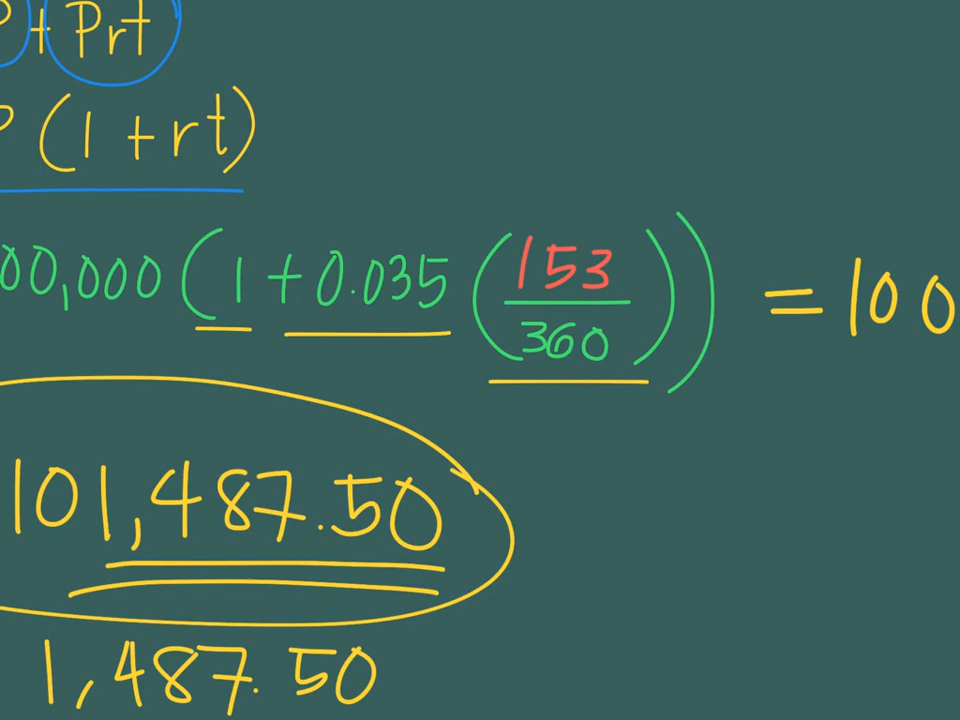 P + Prt
P (1 + rt)
00,000 (1 + 0.035 (153/360)) = 100
101,487.50
1,487.50